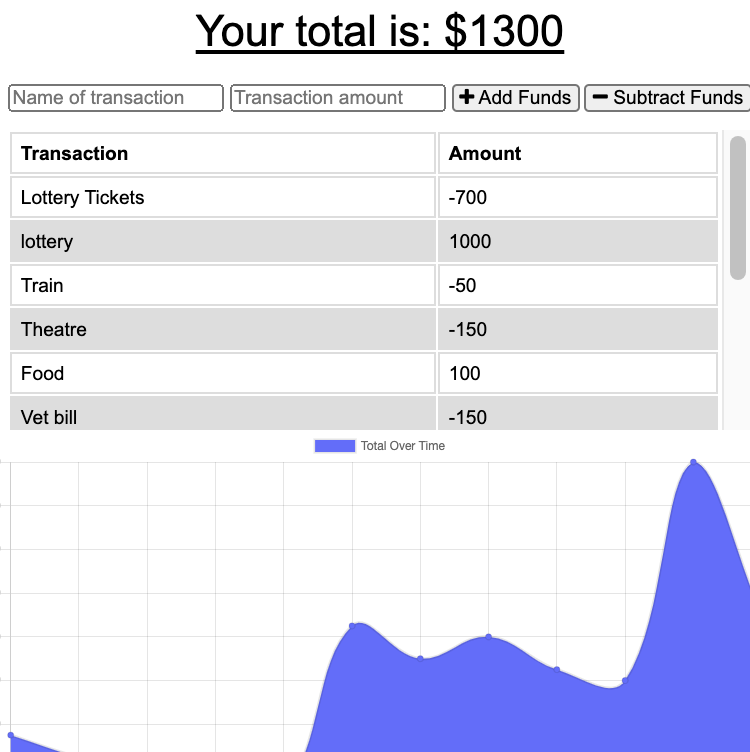 Your total is: $1300
Name of transaction Transaction amount Add Funds Subtract Funds
Transaction Amount
Lottery Tickets -700
lottery 1000
Train -50
Theatre -150
Food 100
Vet bill -150
Total Over Time